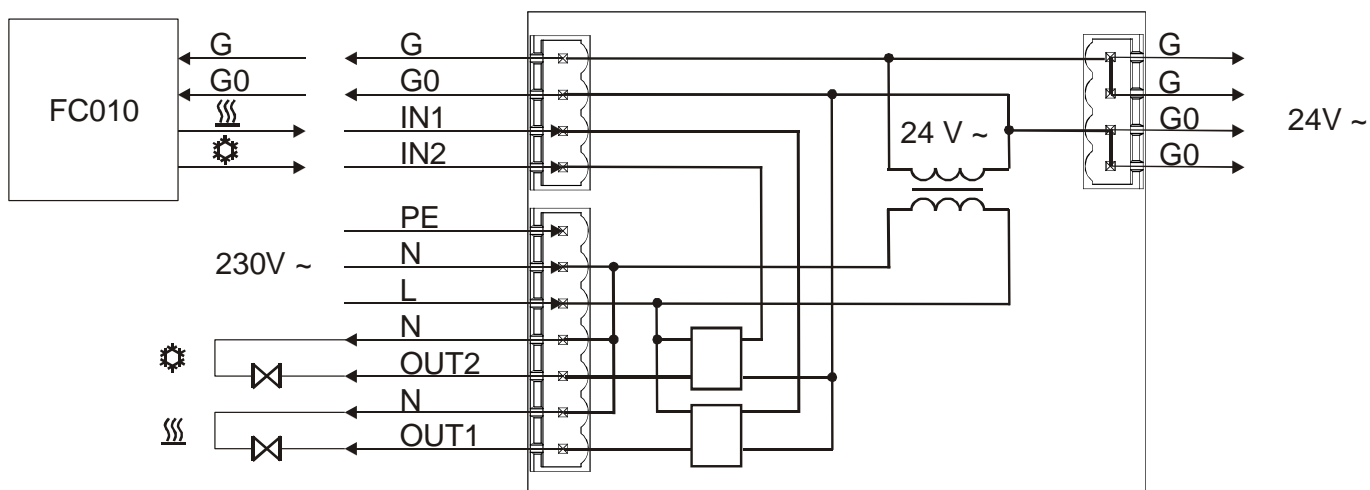 G G G
G0 G0 G
FC010 IN1 24 V ~ G0 24V ~
IN2 G0
PE
230V ~ N
L
N
OUT2
N
OUT1